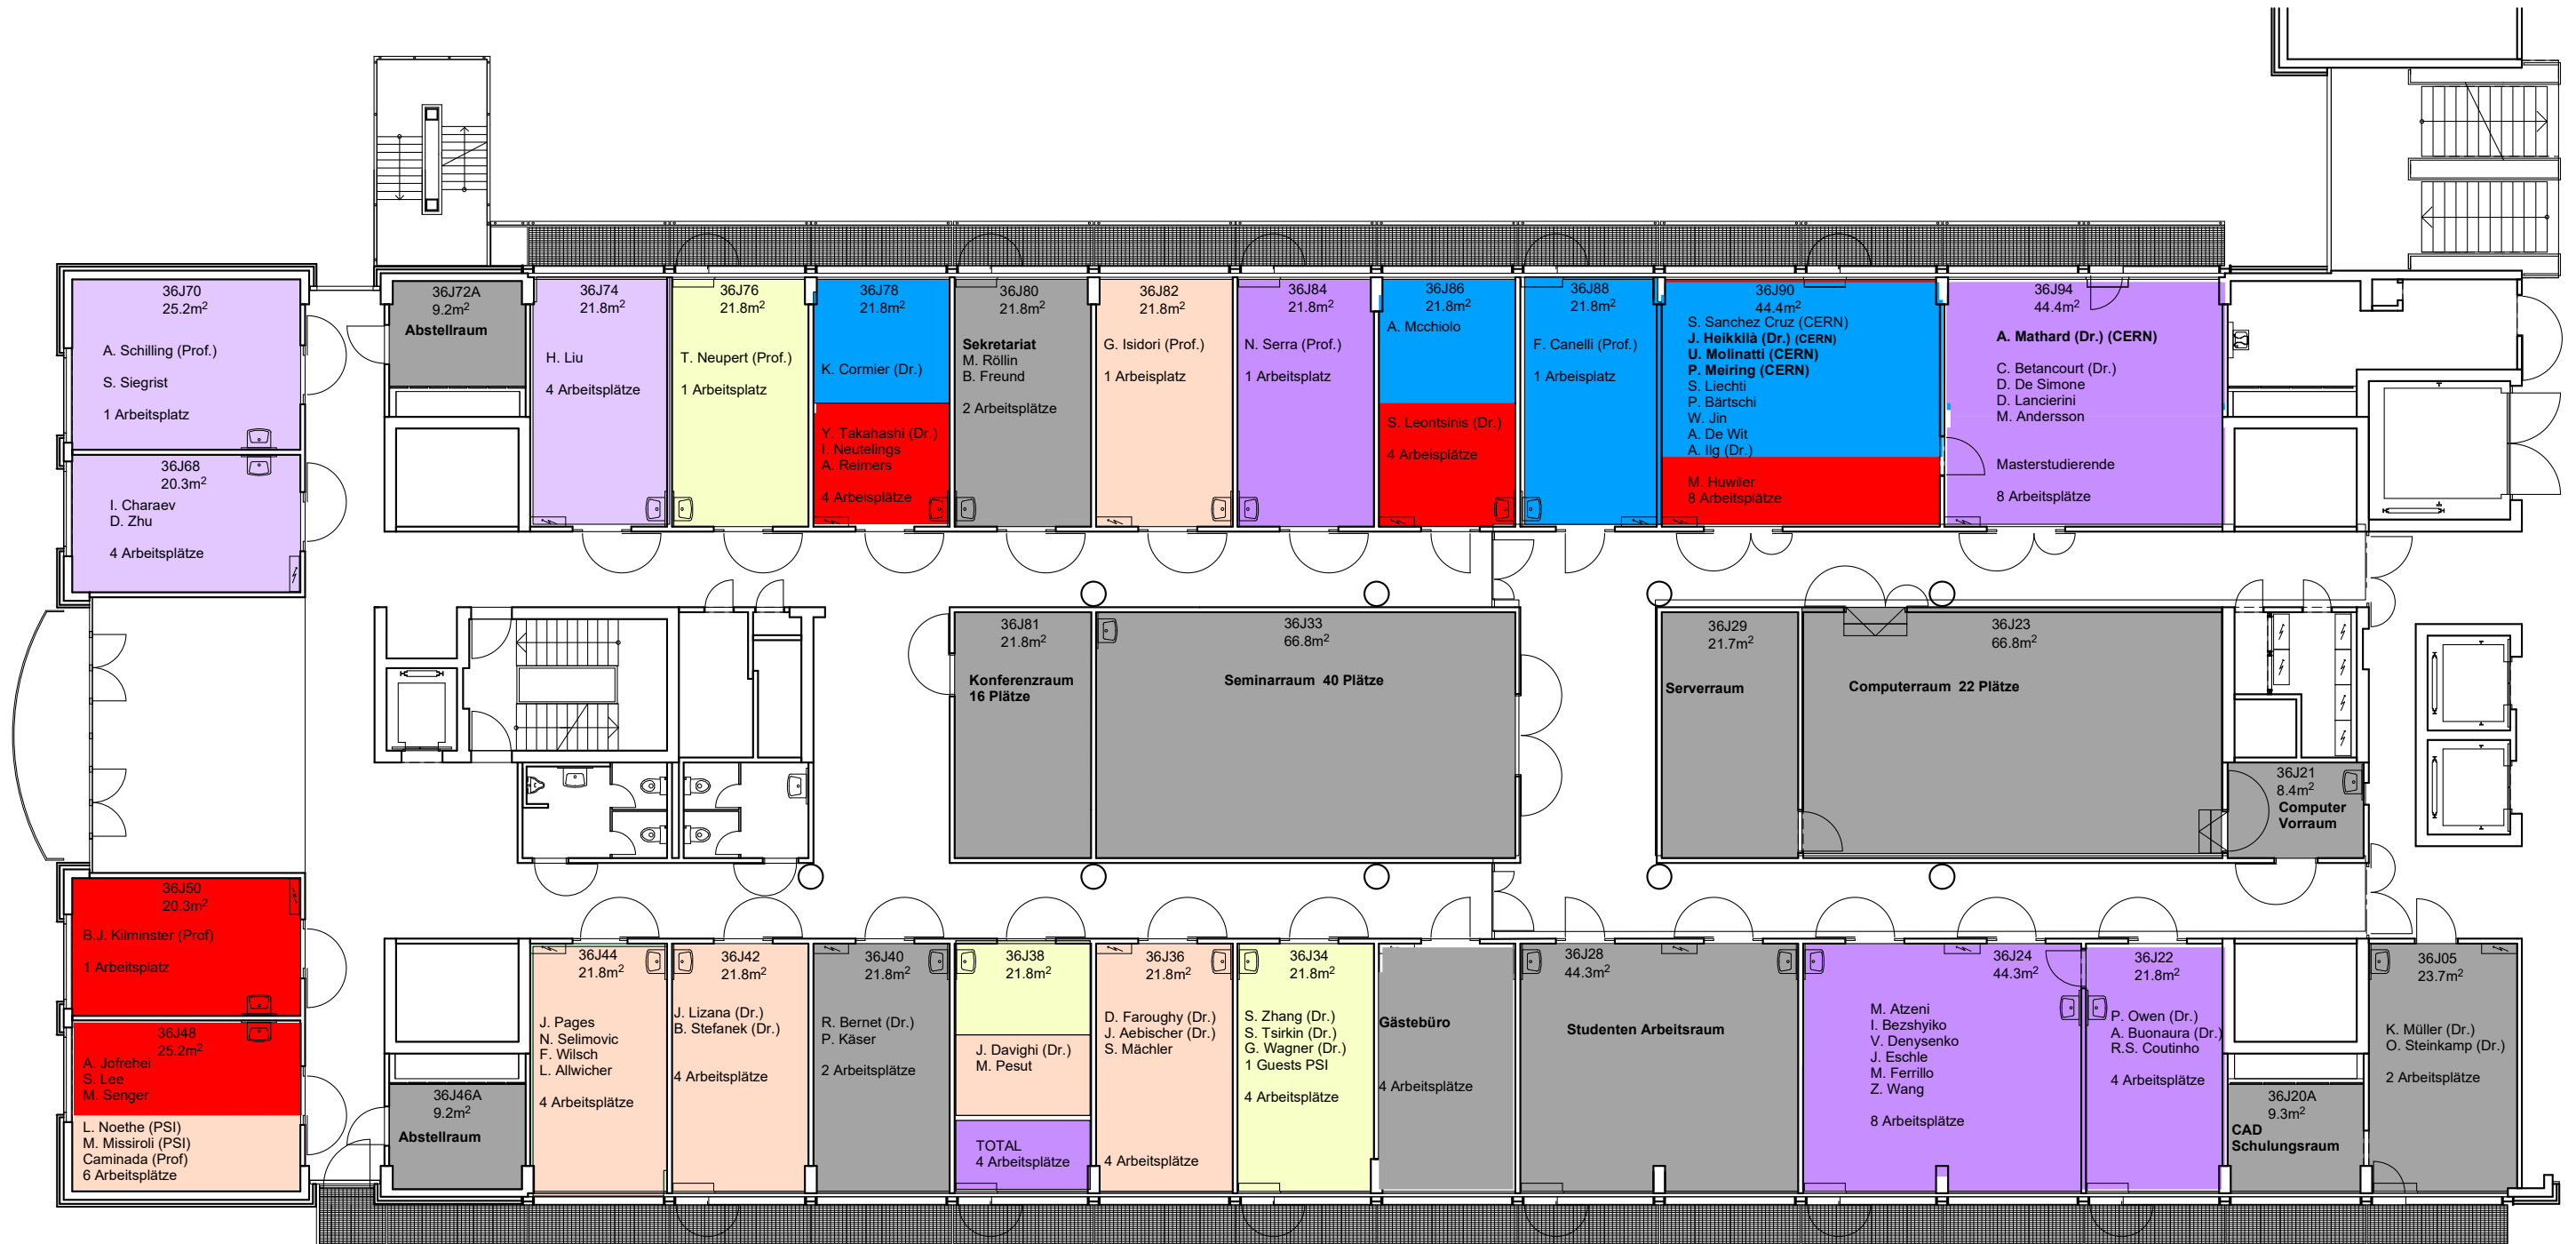 36J70
25.2m²
A. Schilling (Prof.)
S. Siegrist
1 Arbeitsplatz
36J68
20.3m²
I. Charaev
D. Zhu
4 Arbeitsplätze
36J72A
9.2m²
Abstellraum
36J74
21.8m²
H. Liu
4 Arbeitsplätze
36J76
21.8m²
T. Neupert (Prof.)
1 Arbeitsplatz
36J78
21.8m²
K. Cormier (Dr.)
Y. Takahashi (Dr.)
I. Neutelings
A. Reimers
4 Arbeisplätze
36J80
21.8m²
Sekretariat
M. Röllin
B. Freund
2 Arbeitsplätze
36J82
21.8m²
G. Isidori (Prof.)
1 Arbeisplatz
36J84
21.8m²
N. Serra (Prof.)
1 Arbeitsplatz
36J86
21.8m²
A. Mcchiolo
S. Leontsinis (Dr.)
4 Arbeisplätze
36J88
21.8m²
F. Canelli (Prof.)
1 Arbeisplatz
36J90
44.4m²
S. Sanchez Cruz (CERN)
J. Heikkilä (Dr.) (CERN)
U. Molinatti (CERN)
P. Meiring (CERN)
S. Liechti
P. Bärtschi
W. Jin
A. De Wit
A. Ilg (Dr.)
M. Huwiler
8 Arbeitsplätze
36J94
44.4m²
A. Mathard (Dr.) (CERN)
C. Betancourt (Dr.)
D. De Simone
D. Lancierini
M. Andersson
Masterstudierende
8 Arbeitsplätze
36J81
21.8m²
Konferenzraum
16 Plätze
36J33
66.8m²
Seminarraum 40 Plätze
36J29
21.7m²
Serverraum
36J23
66.8m²
Computerraum 22 Plätze
36J21
8.4m²
Computer
Vorraum
36J50
20.3m²
B.J. Kilminster (Prof)
1 Arbeitsplatz
36J48
25.2m²
A. Jofrehei
S. Lee
M. Senger
L. Noethe (PSI)
M. Missiroli (PSI)
Caminada (Prof)
6 Arbeitsplätze
36J46A
9.2m²
Abstellraum
36J44
21.8m²
J. Pages
N. Selimovic
F. Wilsch
L. Allwicher
4 Arbeitsplätze
36J42
21.8m²
J. Lizana (Dr.)
B. Stefanek (Dr.)
4 Arbeitsplätze
36J40
21.8m²
R. Bernet (Dr.)
P. Käser
2 Arbeitsplätze
36J38
21.8m²
J. Davighi (Dr.)
M. Pesut
TOTAL
4 Arbeitsplätze
36J36
21.8m²
D. Faroughy (Dr.)
J. Aebischer (Dr.)
S. Mächler
4 Arbeitsplätze
36J34
21.8m²
S. Zhang (Dr.)
S. Tsirkin (Dr.)
G. Wagner (Dr.)
1 Guests PSI
4 Arbeitsplätze
Gästebüro
4 Arbeitsplätze
36J28
44.3m²
Studenten Arbeitsraum
36J24
44.3m²
M. Atzeni
I. Bezshyiko
V. Denysenko
J. Eschle
M. Ferrillo
Z. Wang
8 Arbeitsplätze
36J22
21.8m²
P. Owen (Dr.)
A. Buonaura (Dr.)
R.S. Coutinho
4 Arbeitsplätze
36J20A
9.3m²
CAD
Schulungsraum
36J05
23.7m²
K. Müller (Dr.)
O. Steinkamp (Dr.)
2 Arbeitsplätze